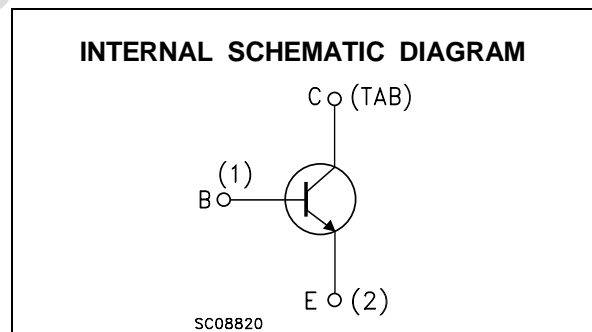 INTERNAL SCHEMATIC DIAGRAM
C (TAB)
(1)
B
E (2)
SC08820